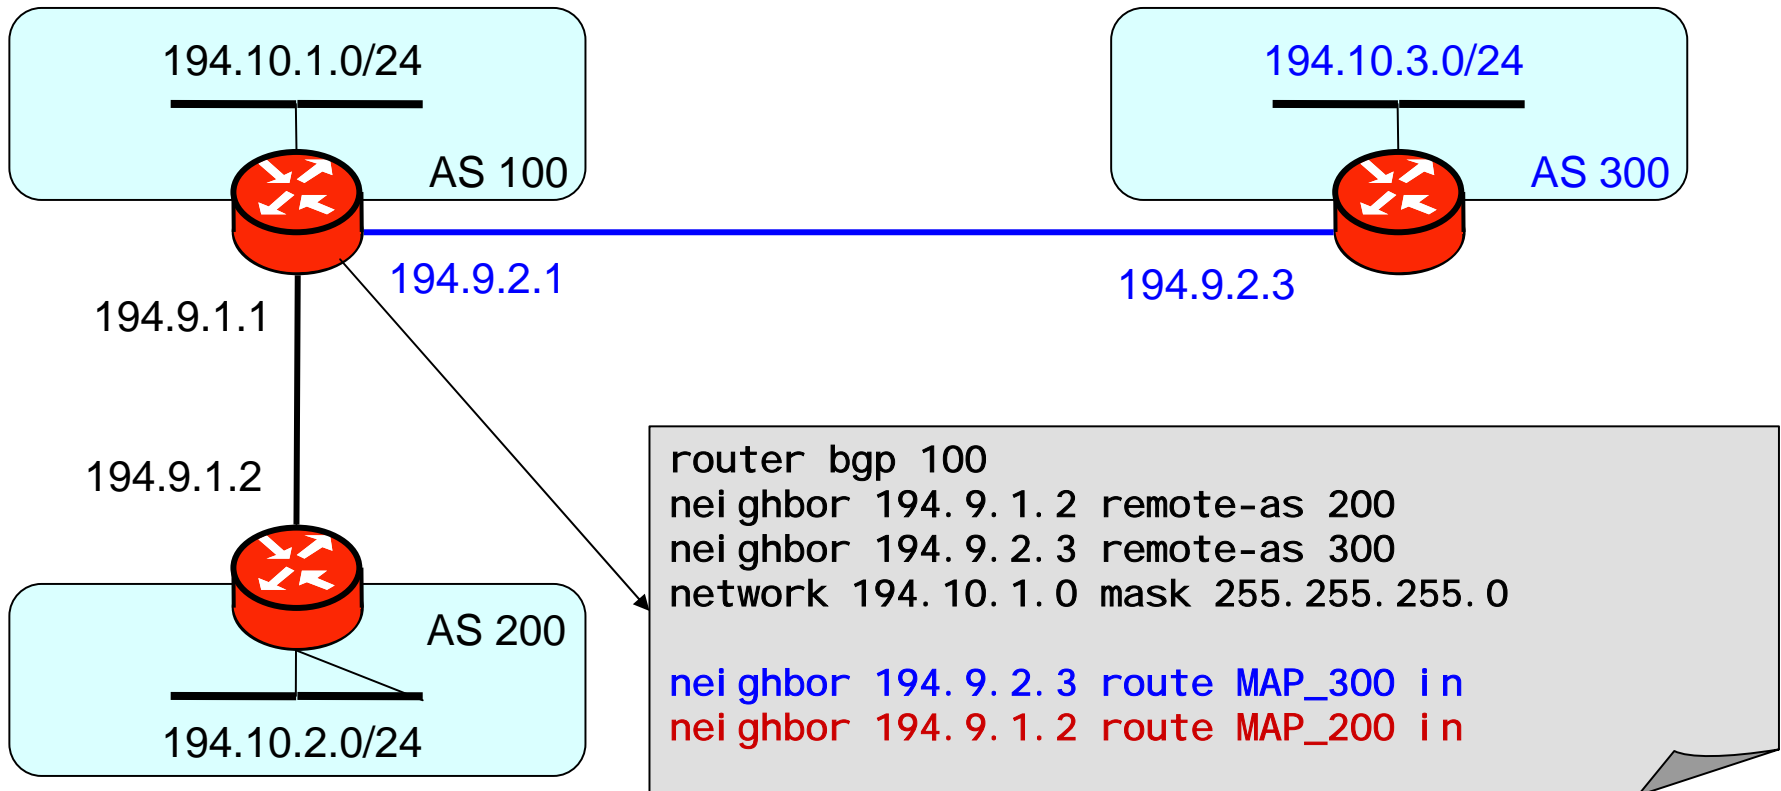 194.10.1.0/24
AS 100
194.10.3.0/24
AS 300
194.9.2.1
194.9.2.3
194.9.1.1
194.9.1.2
AS 200
194.10.2.0/24
router bgp 100
neighbor 194.9.1.2 remote-as 200
neighbor 194.9.2.3 remote-as 300
network 194.10.1.0 mask 255.255.255.0
neighbor 194.9.2.3 route MAP_300 in
neighbor 194.9.1.2 route MAP_200 in